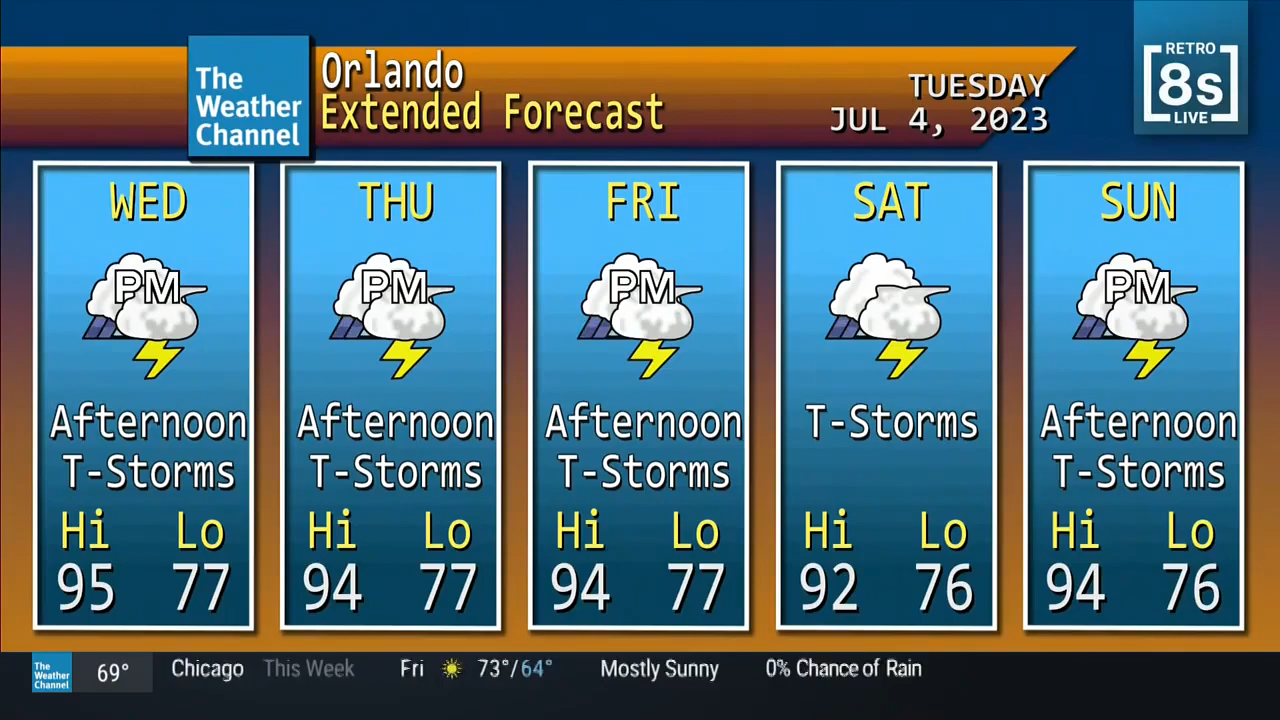 The
Weather
Channel
Orlando
Extended Forecast
TUESDAY
JUL 4, 2023
RETRO
8s
LIVE
WED
PM
Afternoon
T-Storms
Hi Lo
95 77
THU
PM
Afternoon
T-Storms
Hi Lo
94 77
FRI
PM
Afternoon
T-Storms
Hi Lo
94 77
SAT
T-Storms
Hi Lo
92 76
SUN
PM
Afternoon
T-Storms
Hi Lo
94 76
The
Weather
Channel
69° Chicago This Week Fri 73°/64° Mostly Sunny 0% Chance of Rain